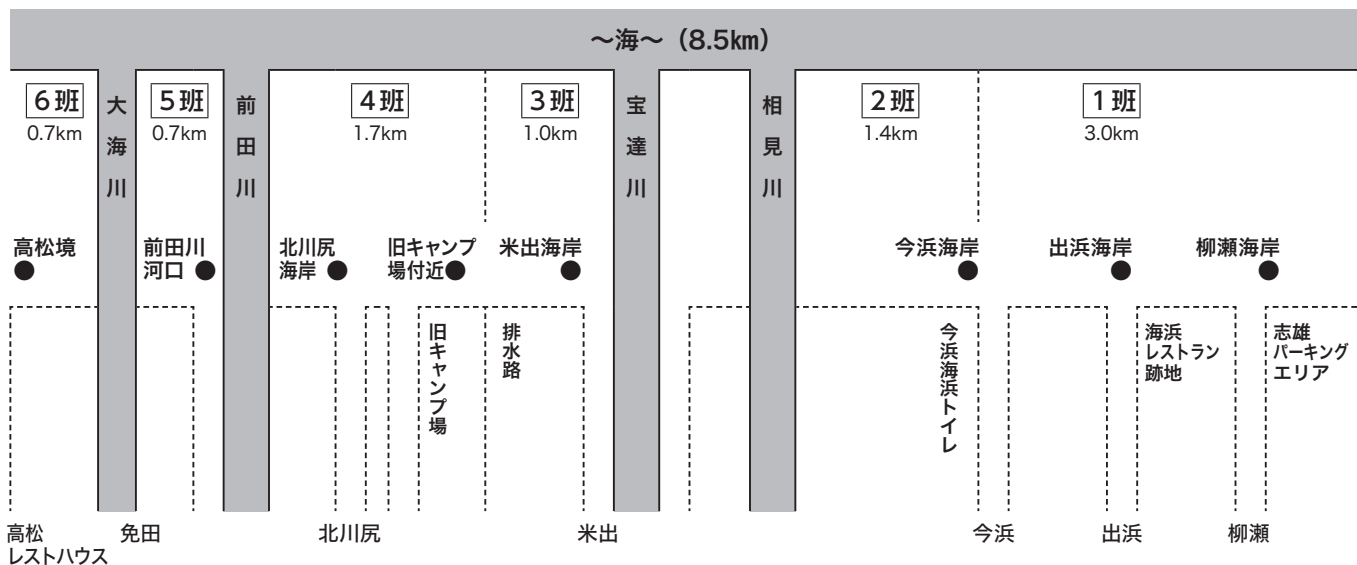 ～海～（8.5㎞）
6班
0.7km
大海川
5班
0.7km
前田川
4班
1.7km
3班
1.0km
宝達川
相見川
2班
1.4km
1班
3.0km
高松境
前田川
河口
北川尻
海岸
旧キャンプ
場付近
米出海岸
今浜海岸
出浜海岸
柳瀬海岸
旧キャンプ場
排水路
今浜海浜トイレ
海浜
レストラン
跡地
志雄
パーキング
エリア
高松
レストハウス
免田
北川尻
米出
今浜
出浜
柳瀬